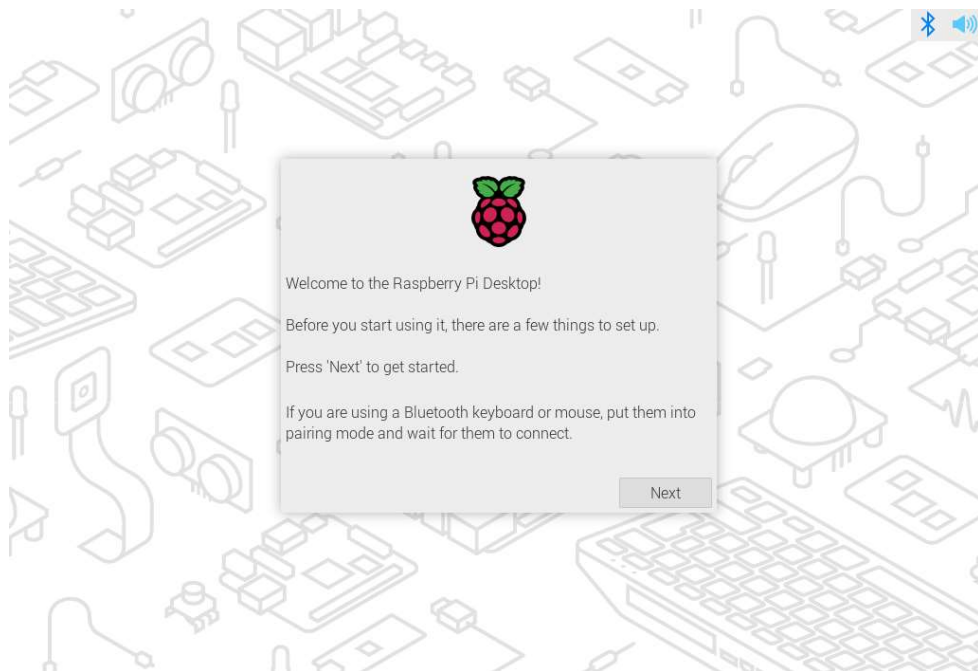 Welcome to the Raspberry Pi Desktop!
Before you start using it, there are a few things to set up.
Press 'Next' to get started.
If you are using a Bluetooth keyboard or mouse, put them into
pairing mode and wait for them to connect.
Next